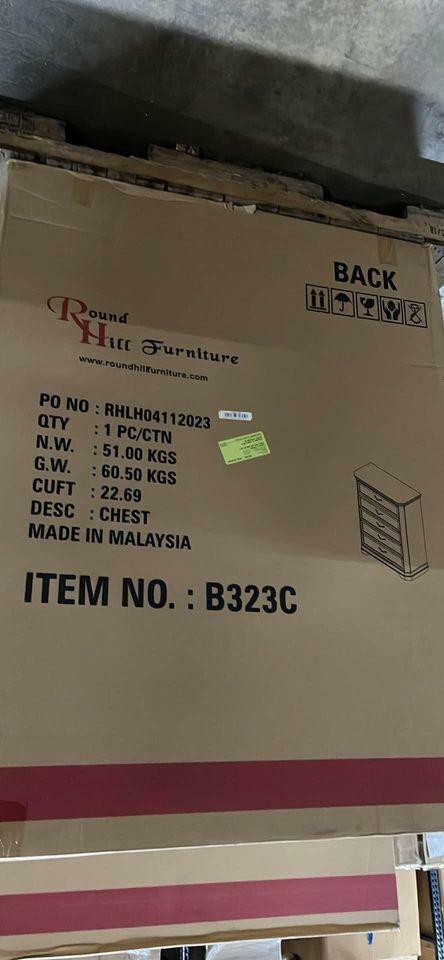 BACK
Round
Hill Furniture
www.roundhillfurniture.com
PO NO : RHLH04112023
QTY : 1 PC/CTN
N.W. : 51.00 KGS
G.W. : 60.50 KGS
CUFT : 22.69
DESC : CHEST
MADE IN MALAYSIA
ITEM NO. : B323C